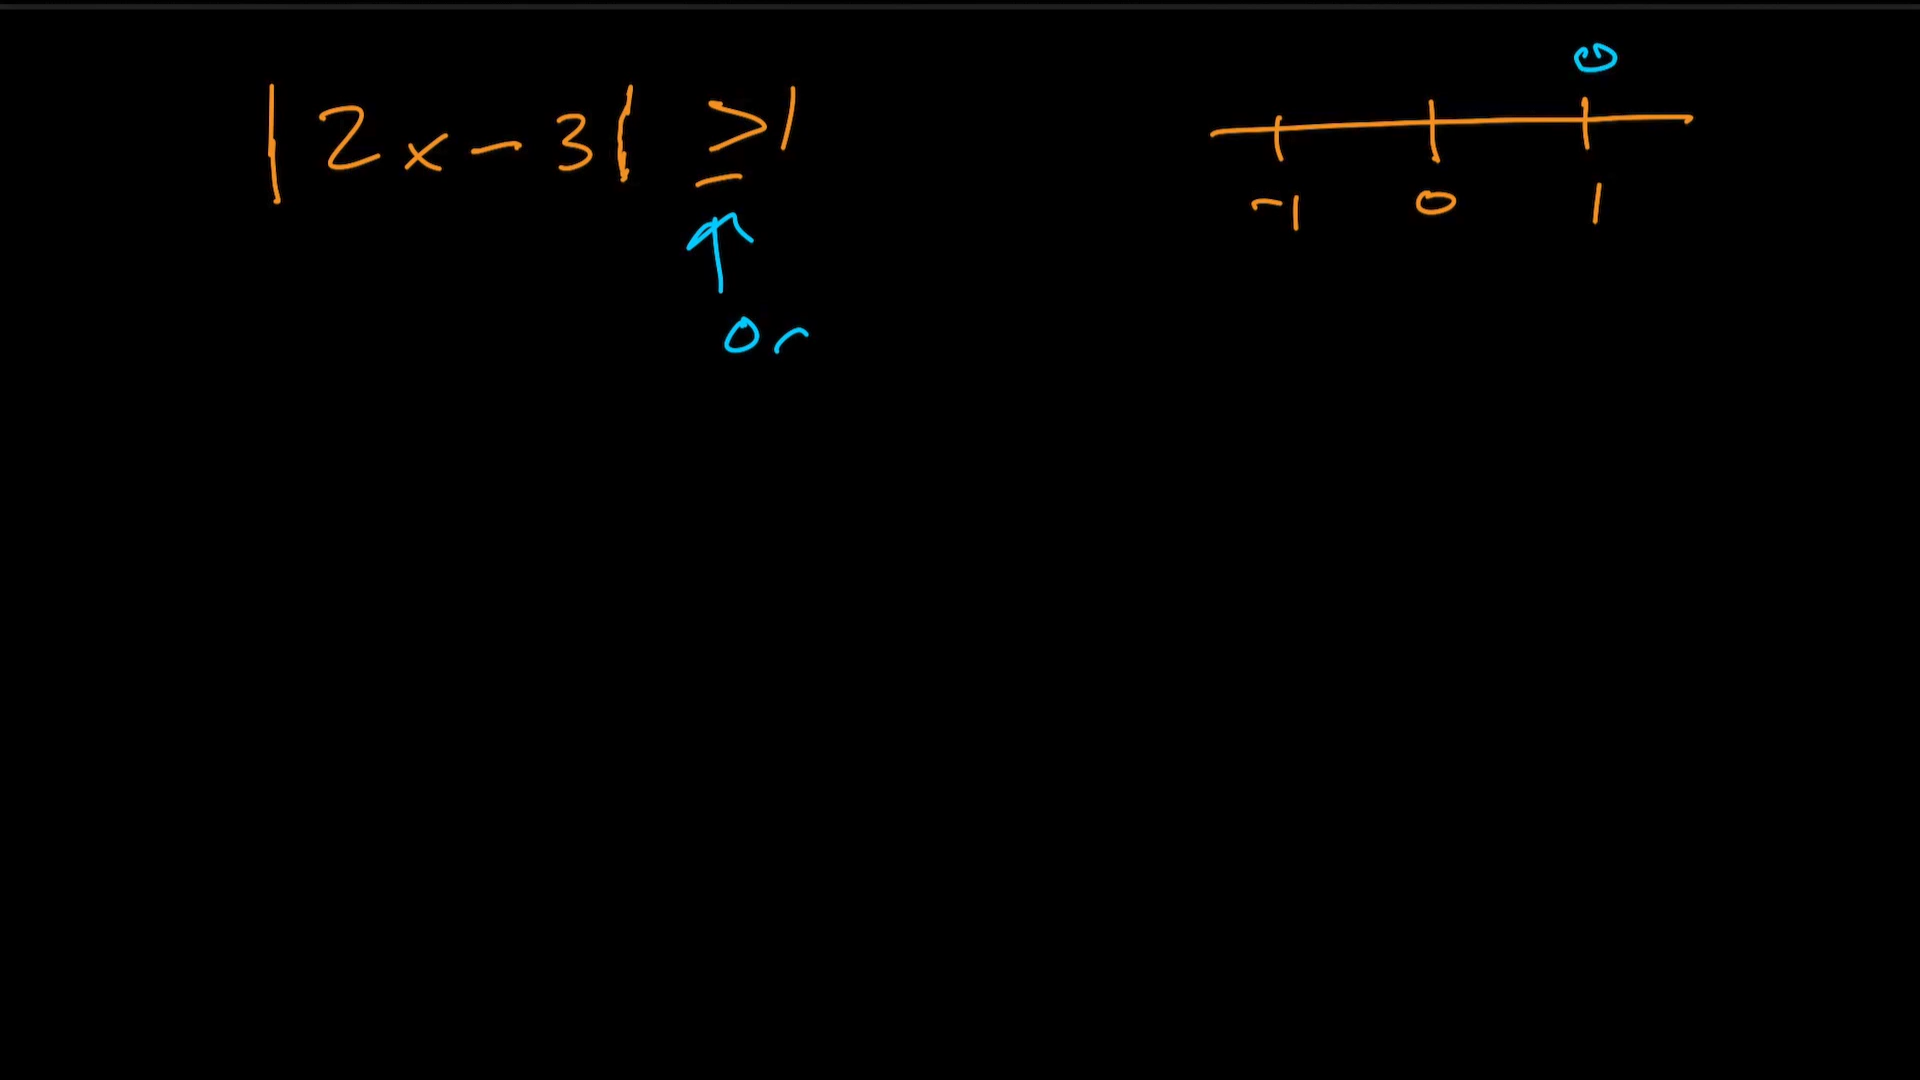 |2x-3| ≥ 1
-1 0 1
or